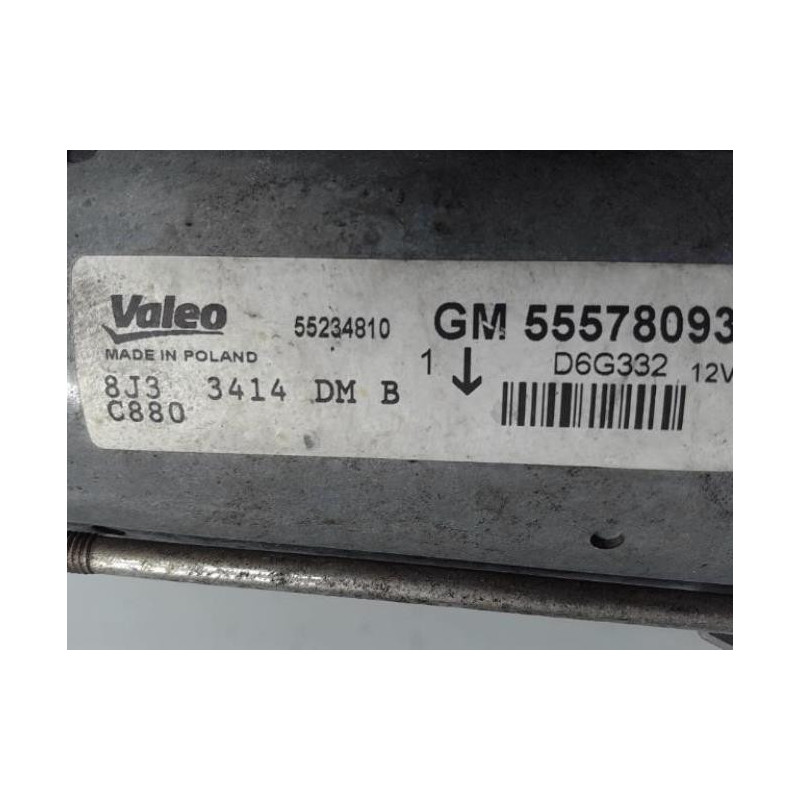 Valeo 55234810 GM 55578093
MADE IN POLAND 1 ↓ D6G332 12V
8J3 3414 DM B
C880